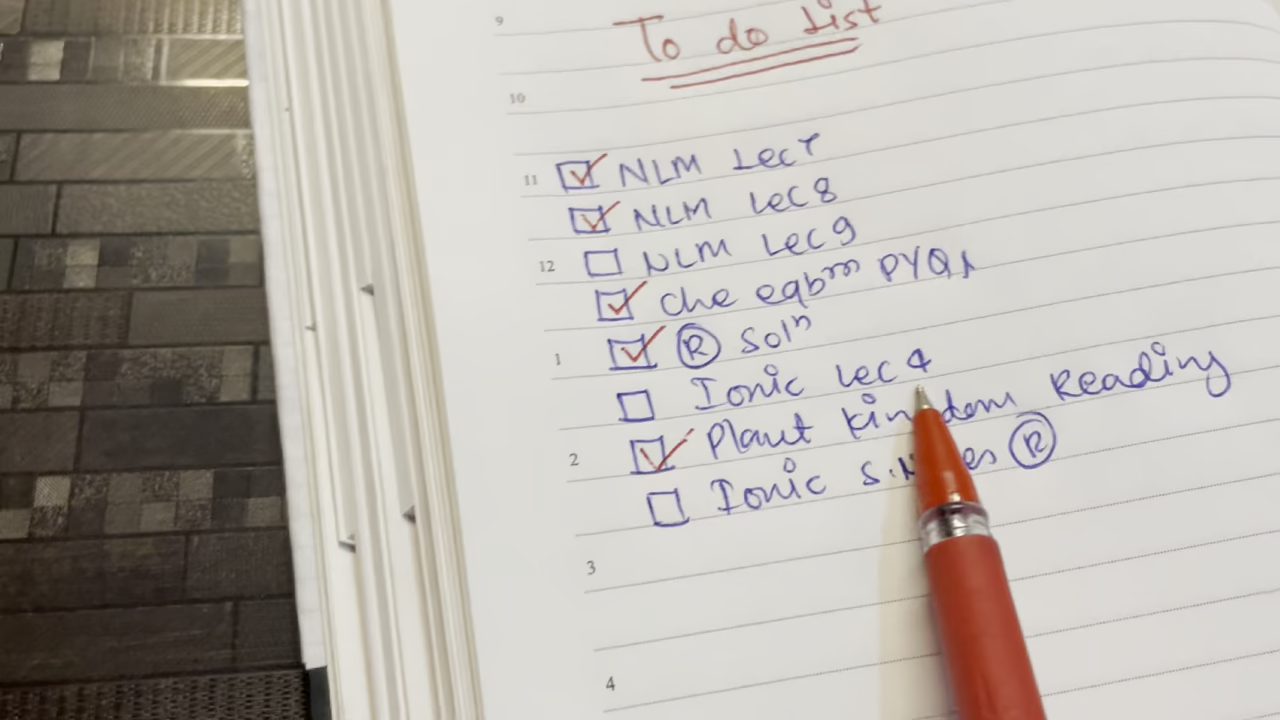 9
To do List
10
11 NLM Lec 7
NLM Lec 8
12 NLM Lec 9
Che eqbm PYQs
1 R Soln
Ionic Lec 4
2 Plant Reading
Ionic R
3
4